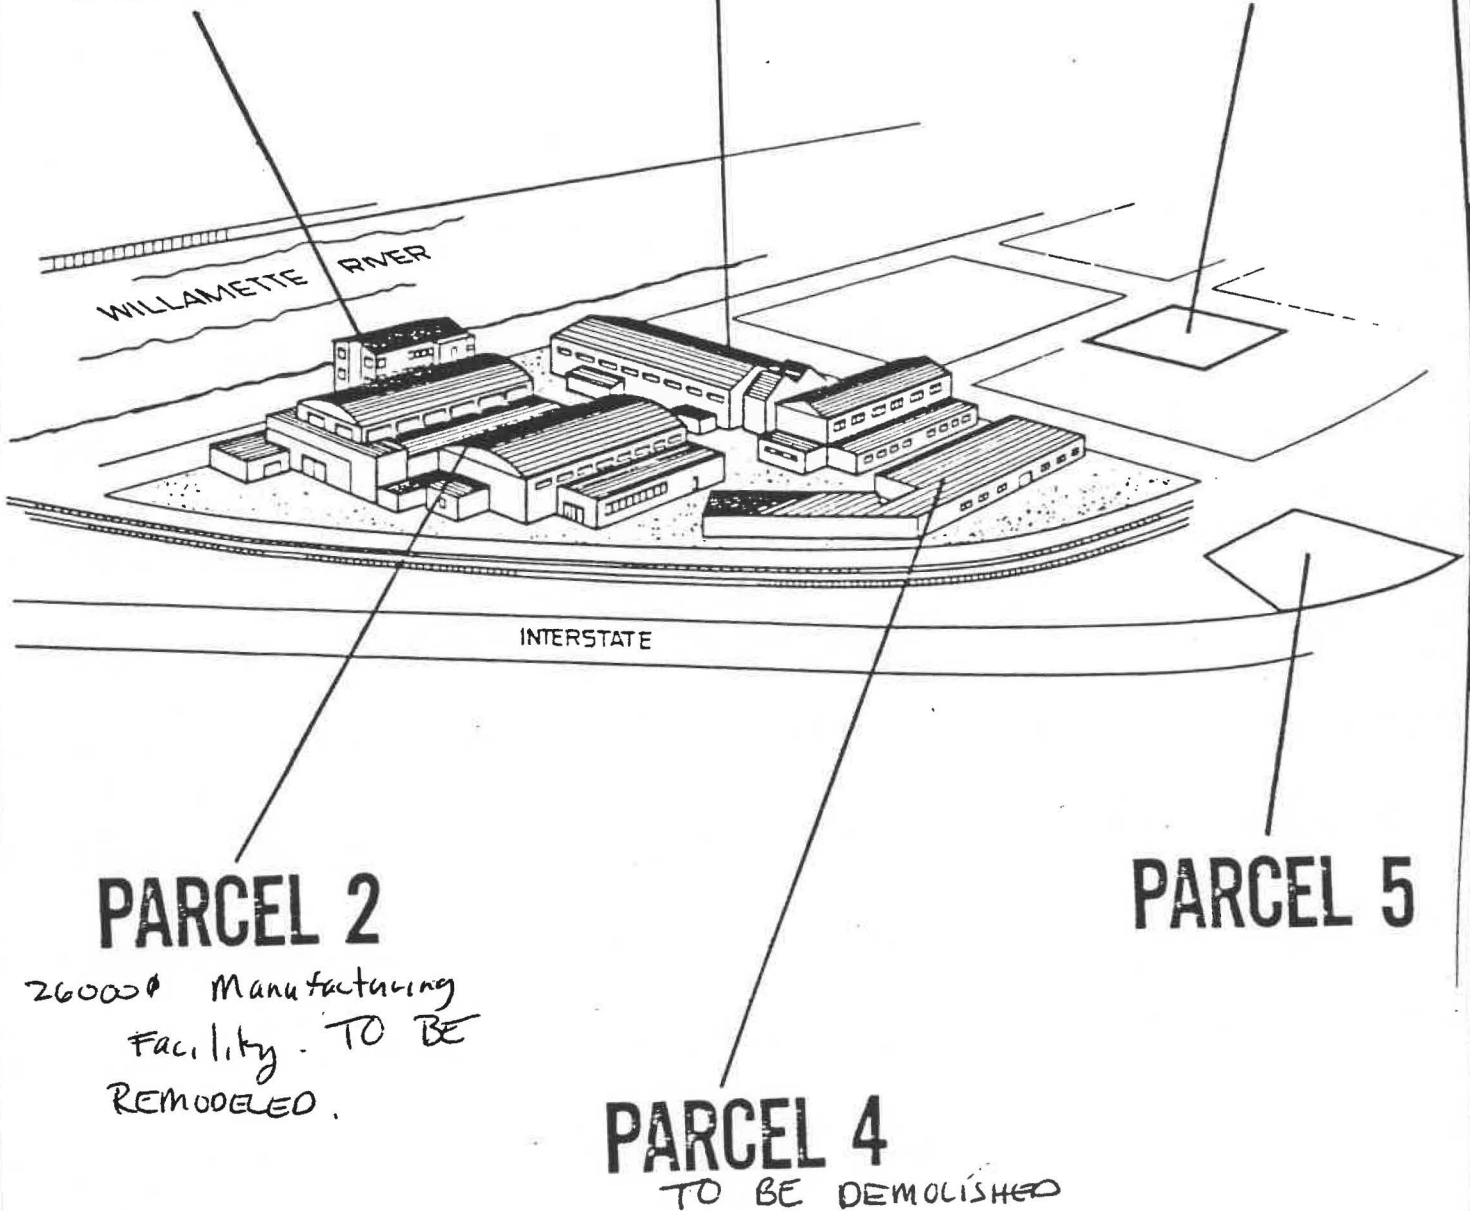 WILLAMETTE RIVER
INTERSTATE
PARCEL 2
26000⌀ Manufacturing
Facility. TO BE
REMODELED.
PARCEL 5
PARCEL 4
TO BE DEMOLISHED